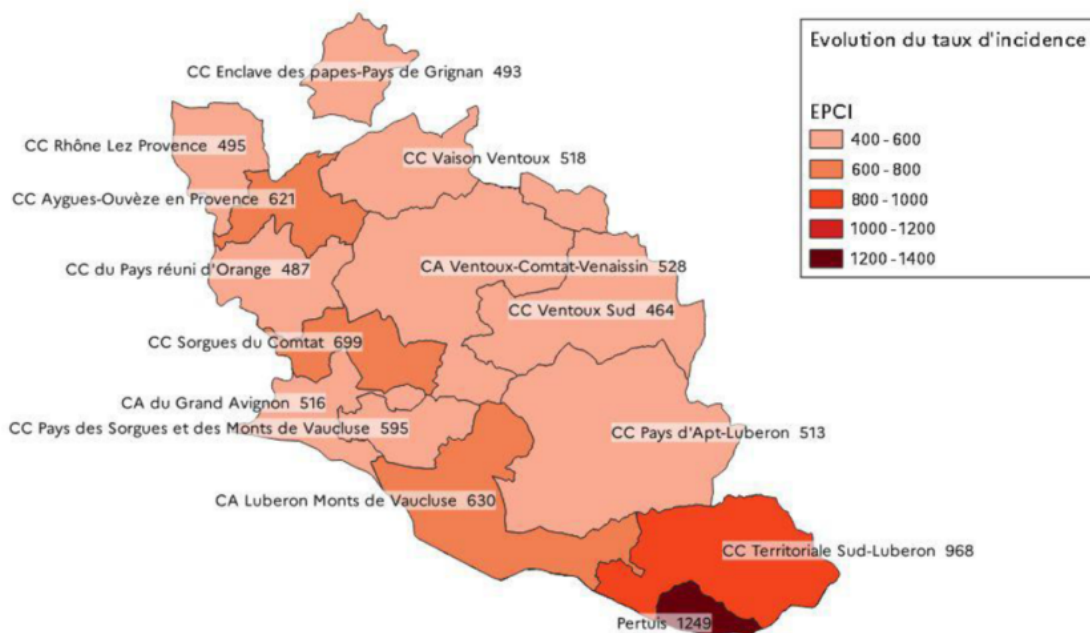 Evolution du taux d'incidence
EPCI
400 - 600
600 - 800
800 - 1000
1000 - 1200
1200 - 1400
CC Enclave des papes-Pays de Grignan 493
CC Rhône Lez Provence 495
CC Vaison Ventoux 518
CC Aygues-Ouvèze en Provence 621
CC du Pays réuni d'Orange 487
CA Ventoux-Comtat-Venaissin 528
CC Ventoux Sud 464
CC Sorgues du Comtat 699
CA du Grand Avignon 516
CC Pays des Sorgues et des Monts de Vaucluse 595
CC Pays d'Apt-Luberon 513
CA Luberon Monts de Vaucluse 630
CC Territoriale Sud-Luberon 968
Pertuis 1249